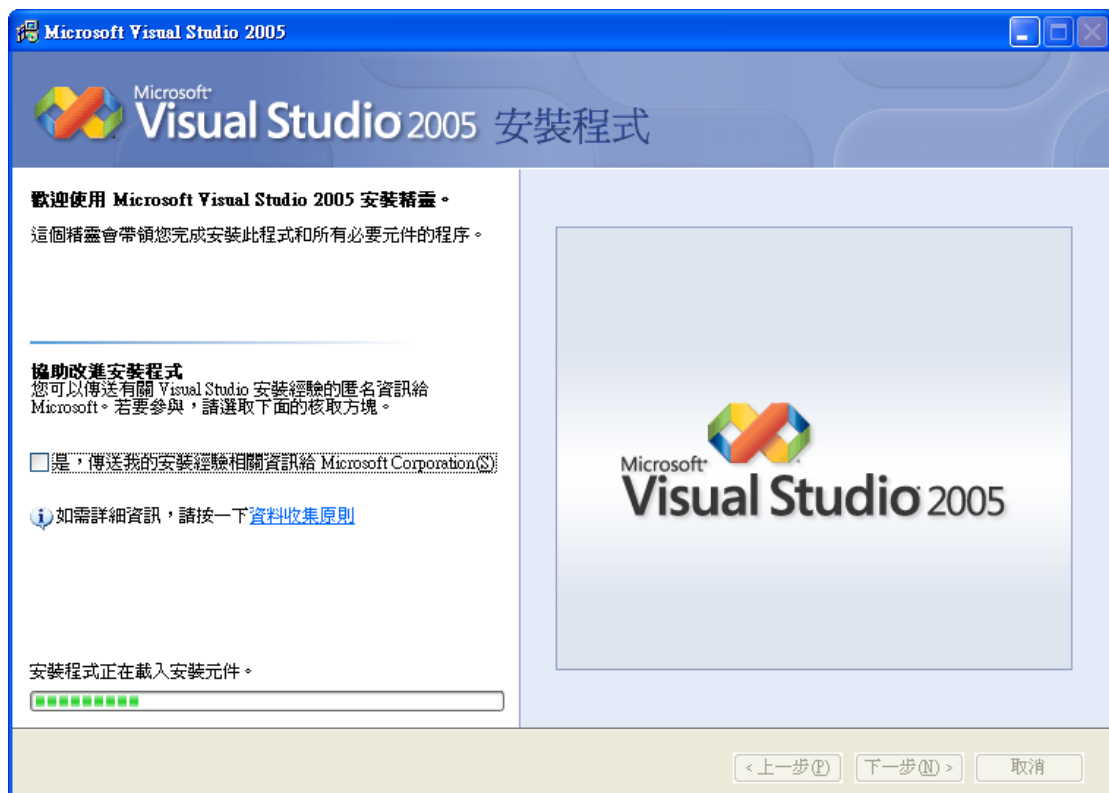 Microsoft Visual Studio 2005
Microsoft
Visual Studio 2005 安裝程式
歡迎使用 Microsoft Visual Studio 2005 安裝精靈。
這個精靈會帶領您完成安裝此程式和所有必要元件的程序。
協助改進安裝程式
您可以傳送有關 Visual Studio 安裝經驗的匿名資訊給
Microsoft。若要參與，請選取下面的核取方塊。
是，傳送我的安裝經驗相關資訊給 Microsoft Corporation(S)
如需詳細資訊，請按一下資料收集原則
安裝程式正在載入安裝元件。
Microsoft
Visual Studio 2005
<上一步(P)
下一步(N) >
取消